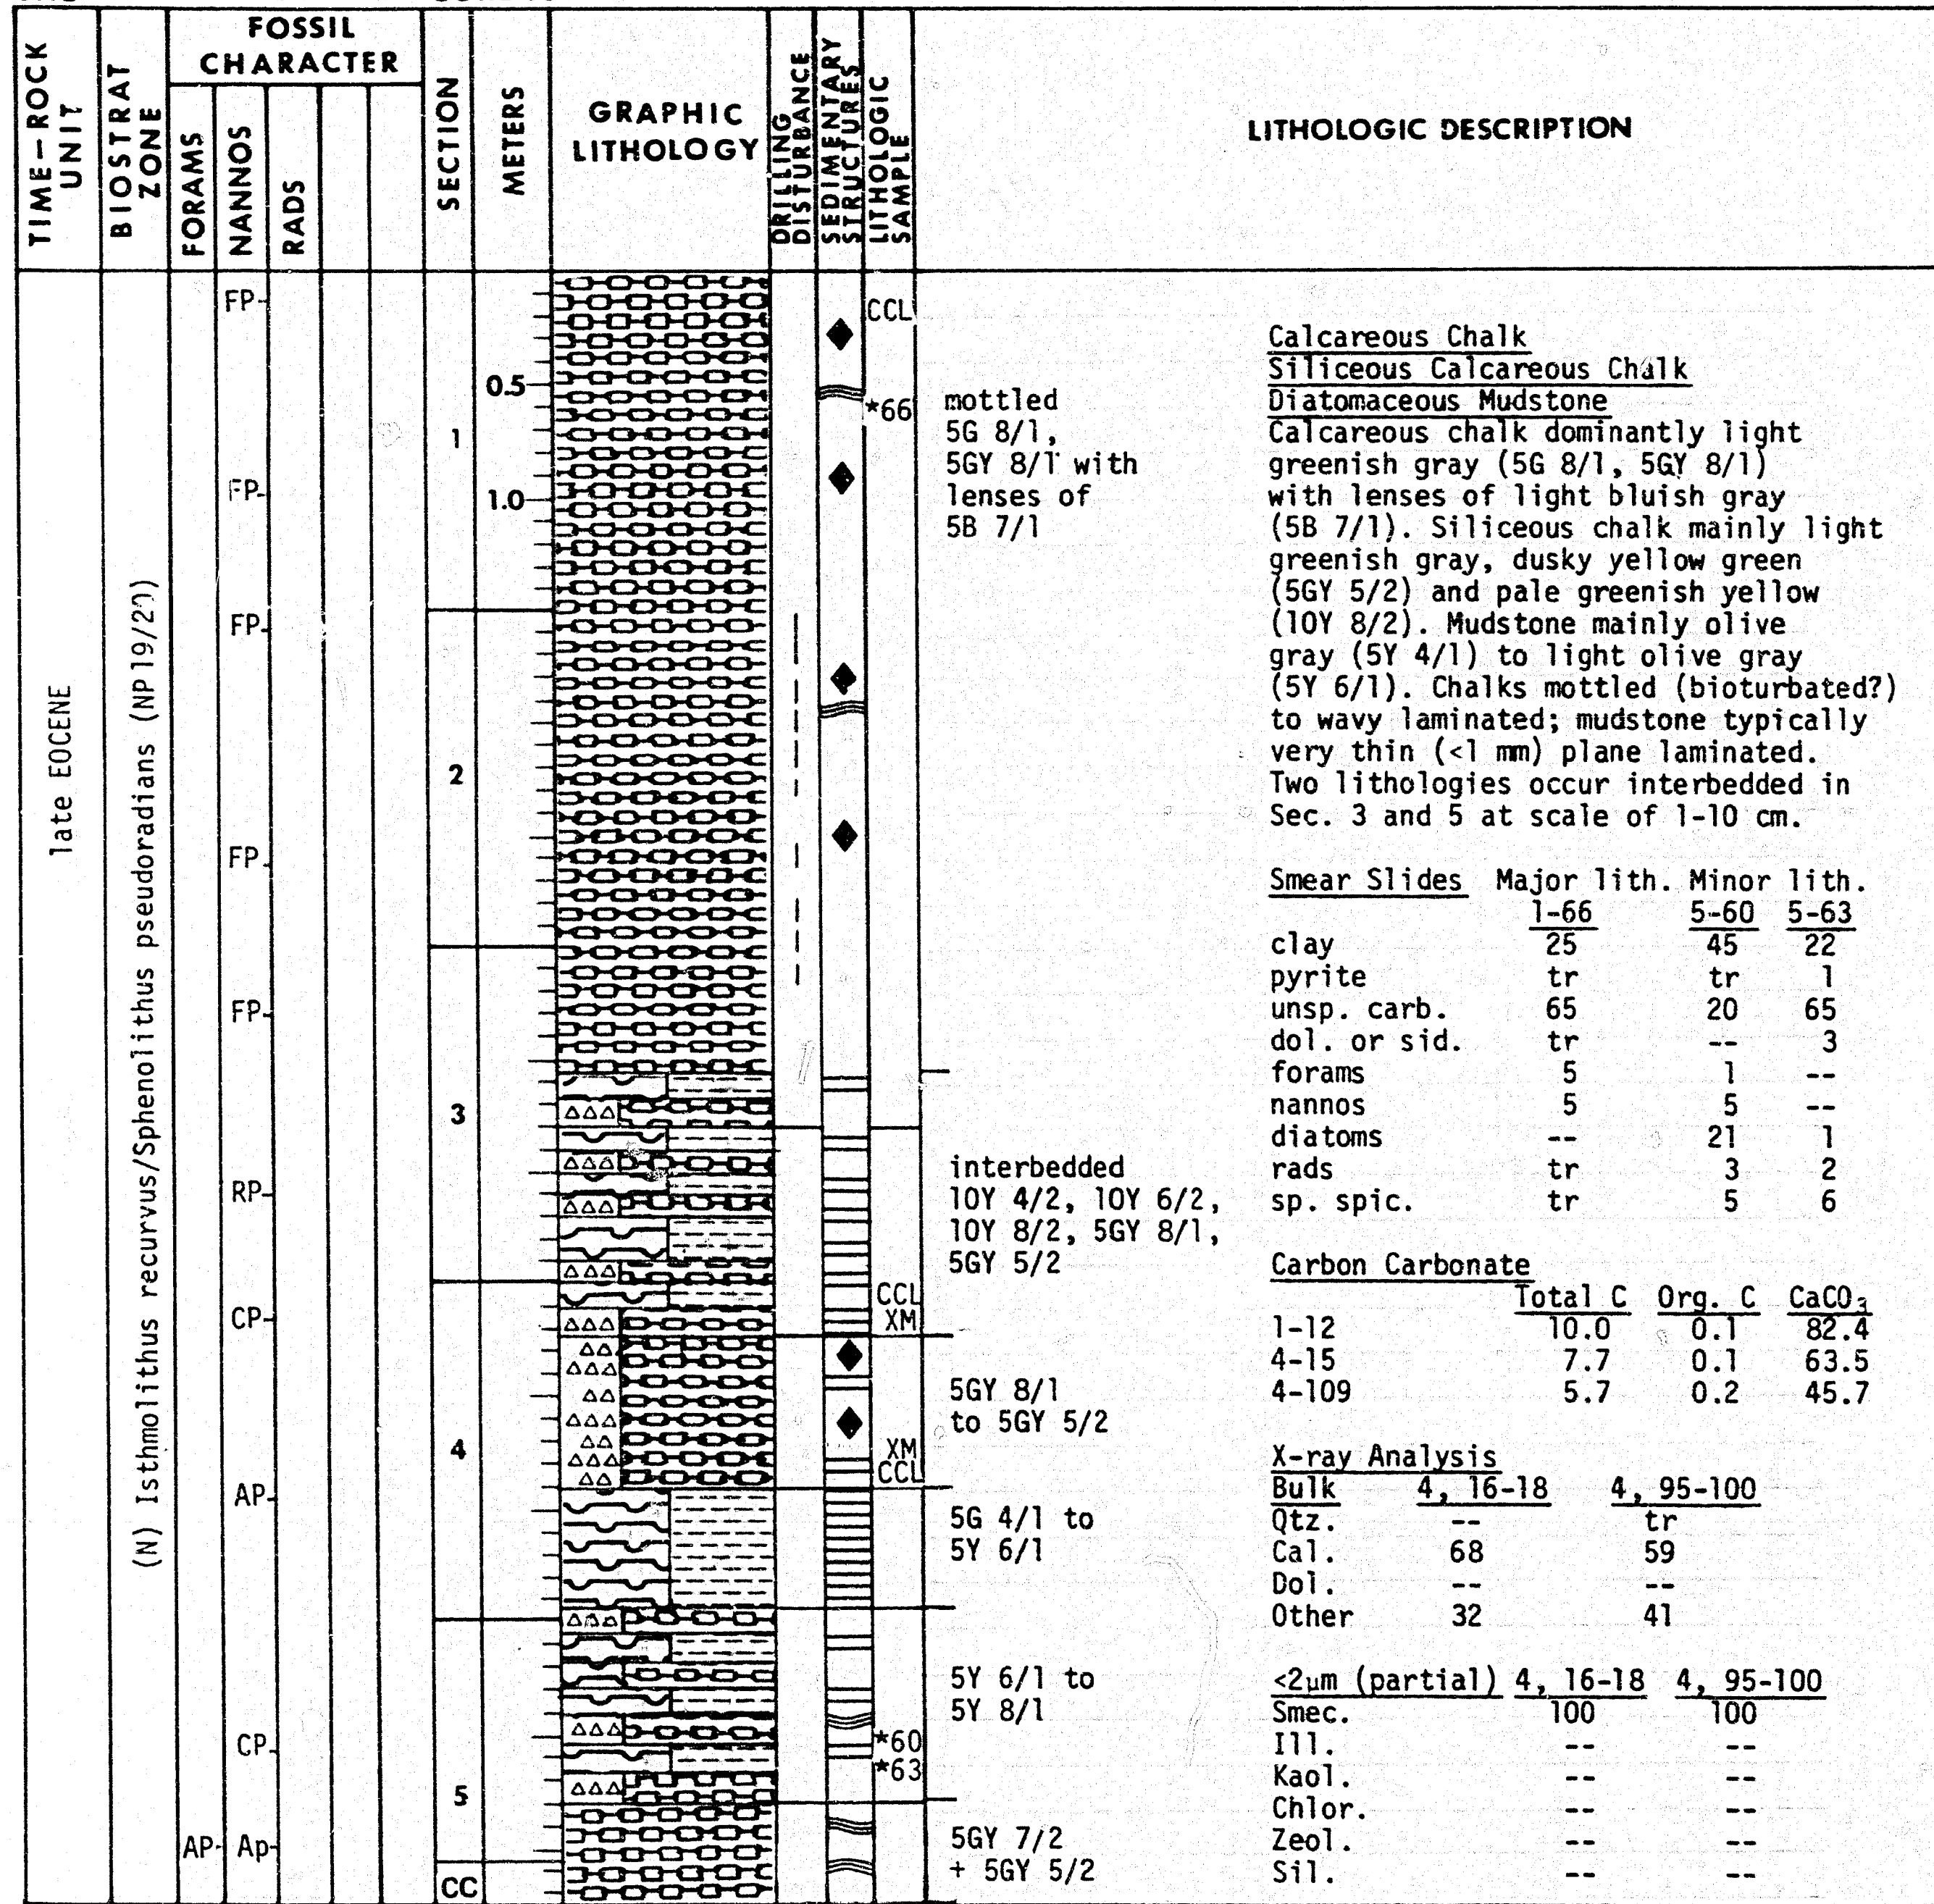 TIME-ROCK UNIT
BIOSTRAT ZONE
FOSSIL CHARACTER
FORAMS
NANNOS
RADS
SECTION
METERS
GRAPHIC LITHOLOGY
DRILLING DISTURBANCE
SEDIMENTARY STRUCTURES
LITHOLOGIC SAMPLE
LITHOLOGIC DESCRIPTION
late EOCENE
(N) Isthmolithus recurvus/Sphenolithus pseudoradians (NP 19/20)
FP
FP
FP
FP
FP
RP
CP
AP
CP
AP Ap
1
0.5
1.0
2
3
4
5
CC
CCL
*66
CCL
XM
XM
CCL
*60
*63
mottled
5G 8/1,
5GY 8/1 with
lenses of
5B 7/1
interbedded
10Y 4/2, 10Y 6/2,
10Y 8/2, 5GY 8/1,
5GY 5/2
5GY 8/1
to 5GY 5/2
5G 4/1 to
5Y 6/1
5Y 6/1 to
5Y 8/1
5GY 7/2
+ 5GY 5/2
Calcareous Chalk
Siliceous Calcareous Chalk
Diatomaceous Mudstone
Calcareous chalk dominantly light
greenish gray (5G 8/1, 5GY 8/1)
with lenses of light bluish gray
(5B 7/1). Siliceous chalk mainly light
greenish gray, dusky yellow green
(5GY 5/2) and pale greenish yellow
(10Y 8/2). Mudstone mainly olive
gray (5Y 4/1) to light olive gray
(5Y 6/1). Chalks mottled (bioturbated?)
to wavy laminated; mudstone typically
very thin (<1 mm) plane laminated.
Two lithologies occur interbedded in
Sec. 3 and 5 at scale of 1-10 cm.
Smear Slides Major lith. Minor lith.
1-66 5-60 5-63
clay 25 45 22
pyrite tr tr 1
unsp. carb. 65 20 65
dol. or sid. tr -- 3
forams 5 1 --
nannos 5 5 --
diatoms -- 21 1
rads tr 3 2
sp. spic. tr 5 6
Carbon Carbonate
Total C Org. C CaCO3
1-12 10.0 0.1 82.4
4-15 7.7 0.1 63.5
4-109 5.7 0.2 45.7
X-ray Analysis
Bulk 4, 16-18 4, 95-100
Qtz. -- tr
Cal. 68 59
Dol. -- --
Other 32 41
<2μm (partial) 4, 16-18 4, 95-100
Smec. 100 100
Ill. -- --
Kaol. -- --
Chlor. -- --
Zeol. -- --
Sil. -- --